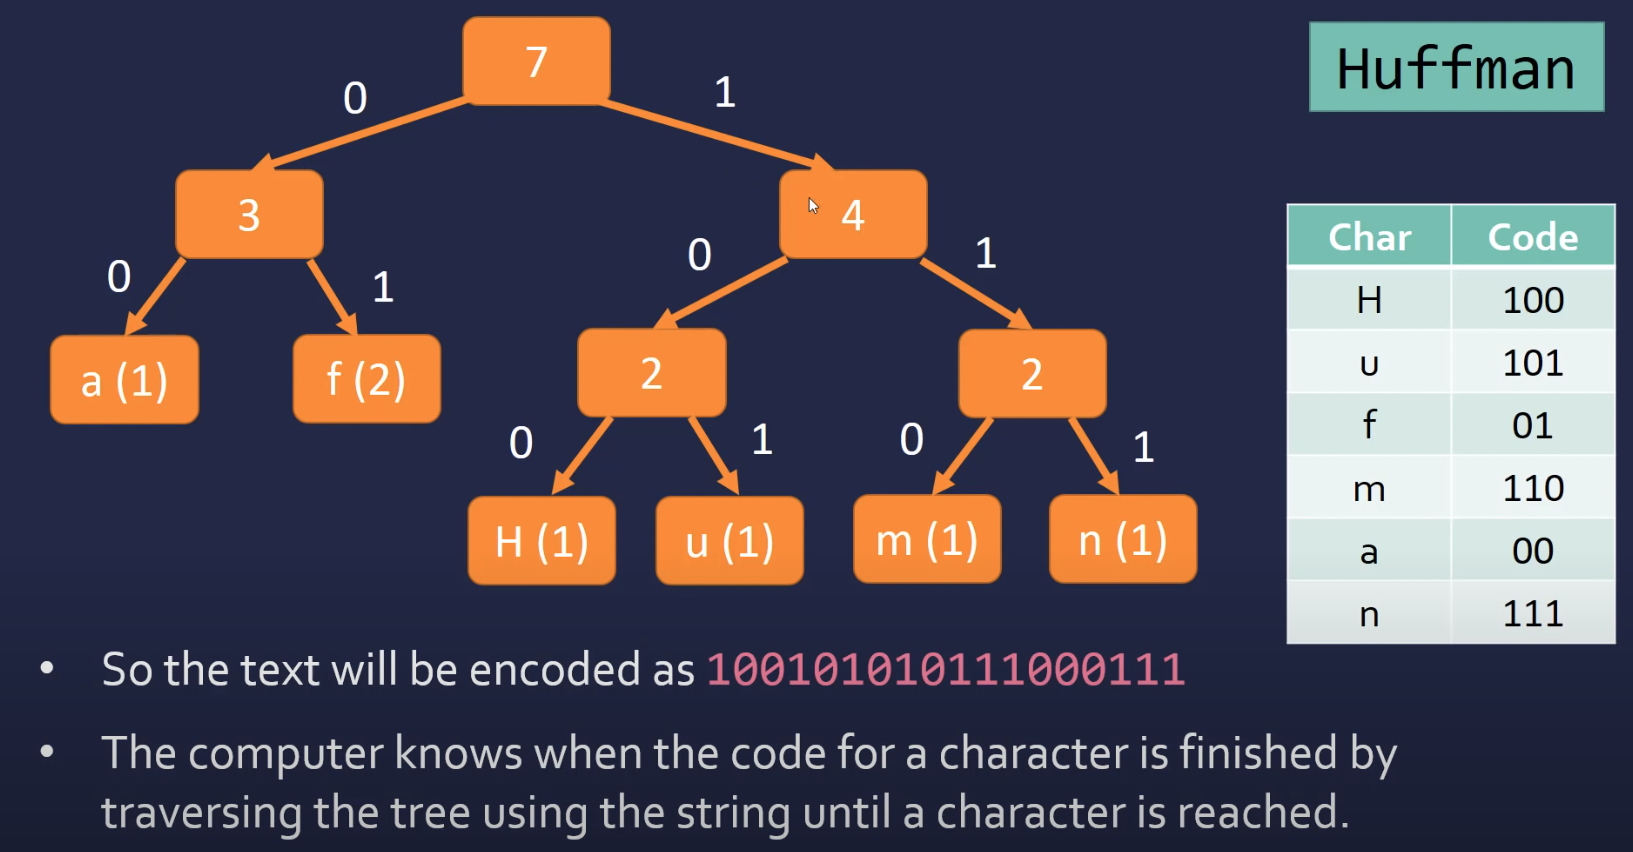 7
Huffman
0
1
3
4
0
1
0
1
Char Code
a (1)
f (2)
2
2
H 100
u 101
f 01
m 110
a 00
n 111
0
1
0
1
H (1)
u (1)
m (1)
n (1)
• So the text will be encoded as 100101010111000111
• The computer knows when the code for a character is finished by
traversing the tree using the string until a character is reached.